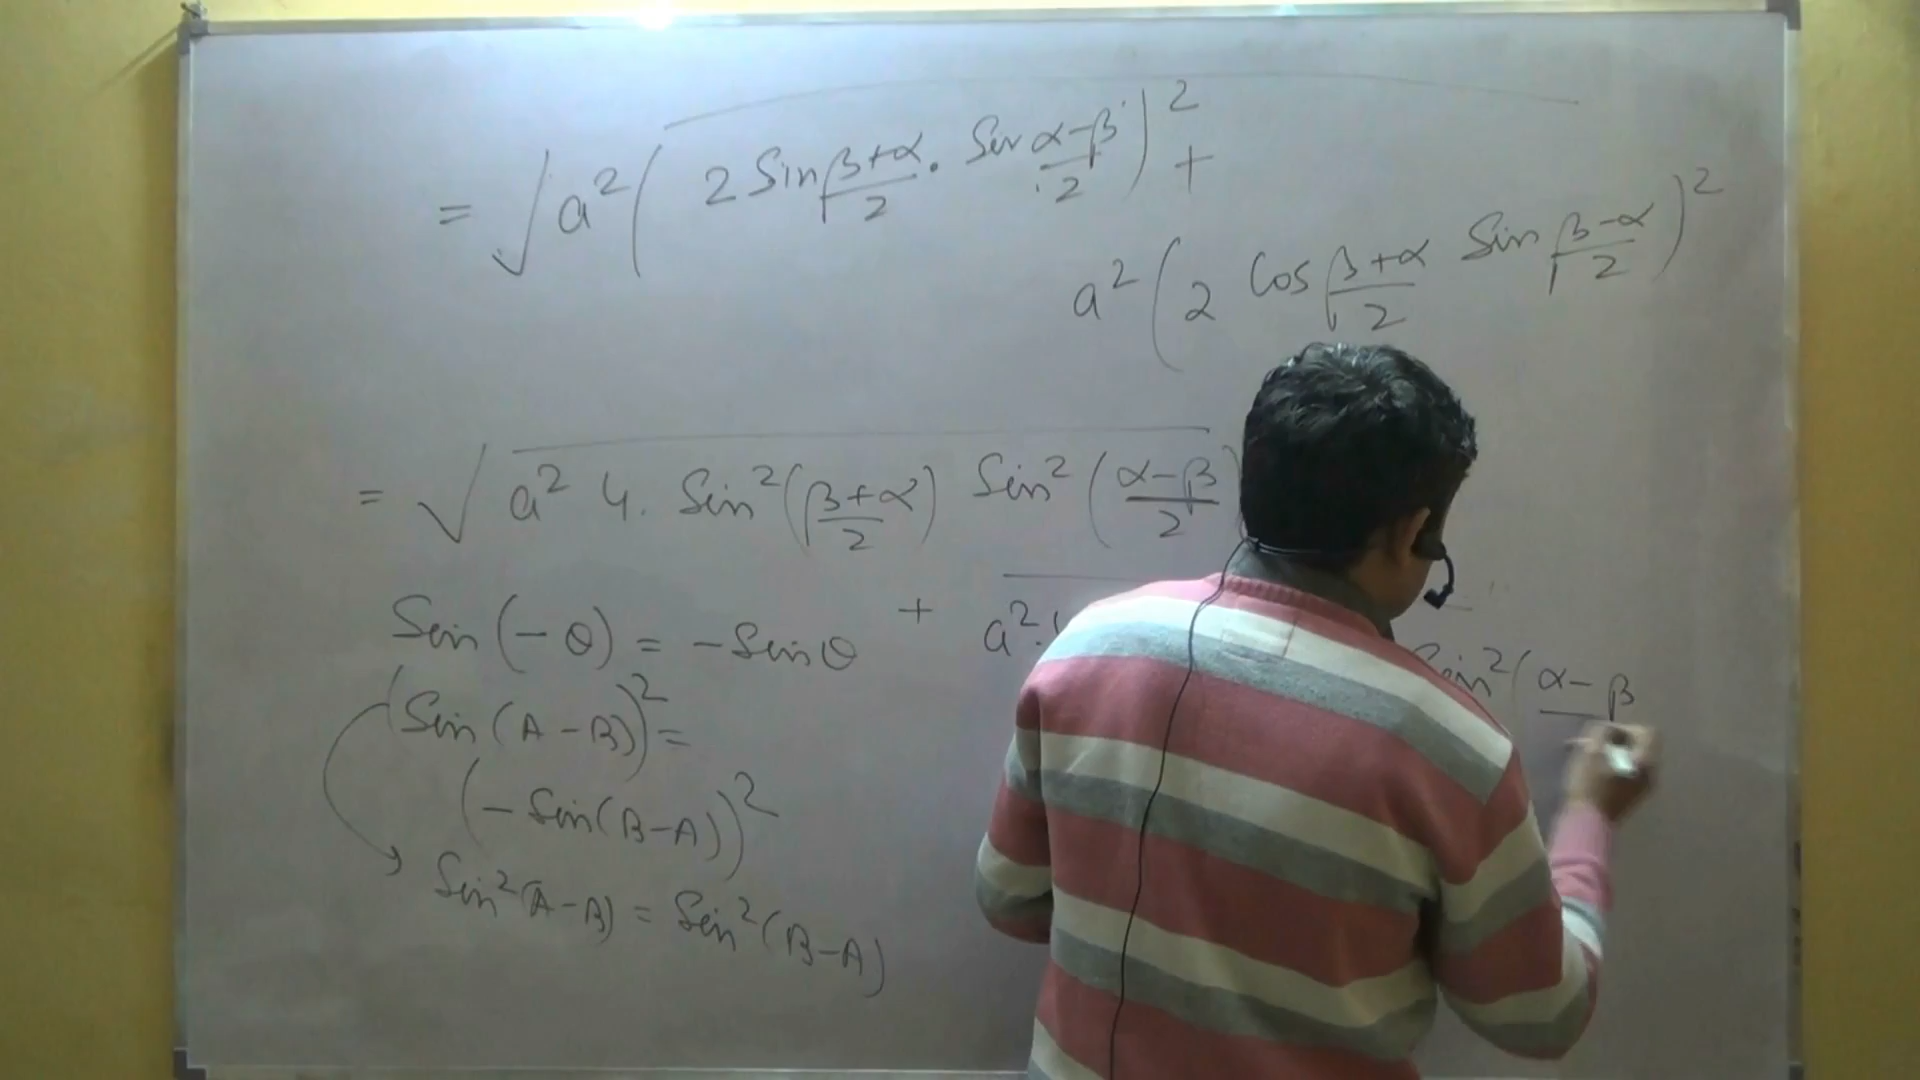 = √ a² ( 2 Sin (β+α)/2 . Sin (α-β)/2 )² +
a² ( 2 Cos (β+α)/2 Sin (β-α)/2 )²
= √ a² 4. Sin² ((β+α)/2) Sin² ((α-β)/2
+ a².
Sin² ( α-β
Sin (-θ) = -Sinθ
(Sin (A-B))² =
(- Sin(B-A))²
Sin²(A-B) = Sin²(B-A)